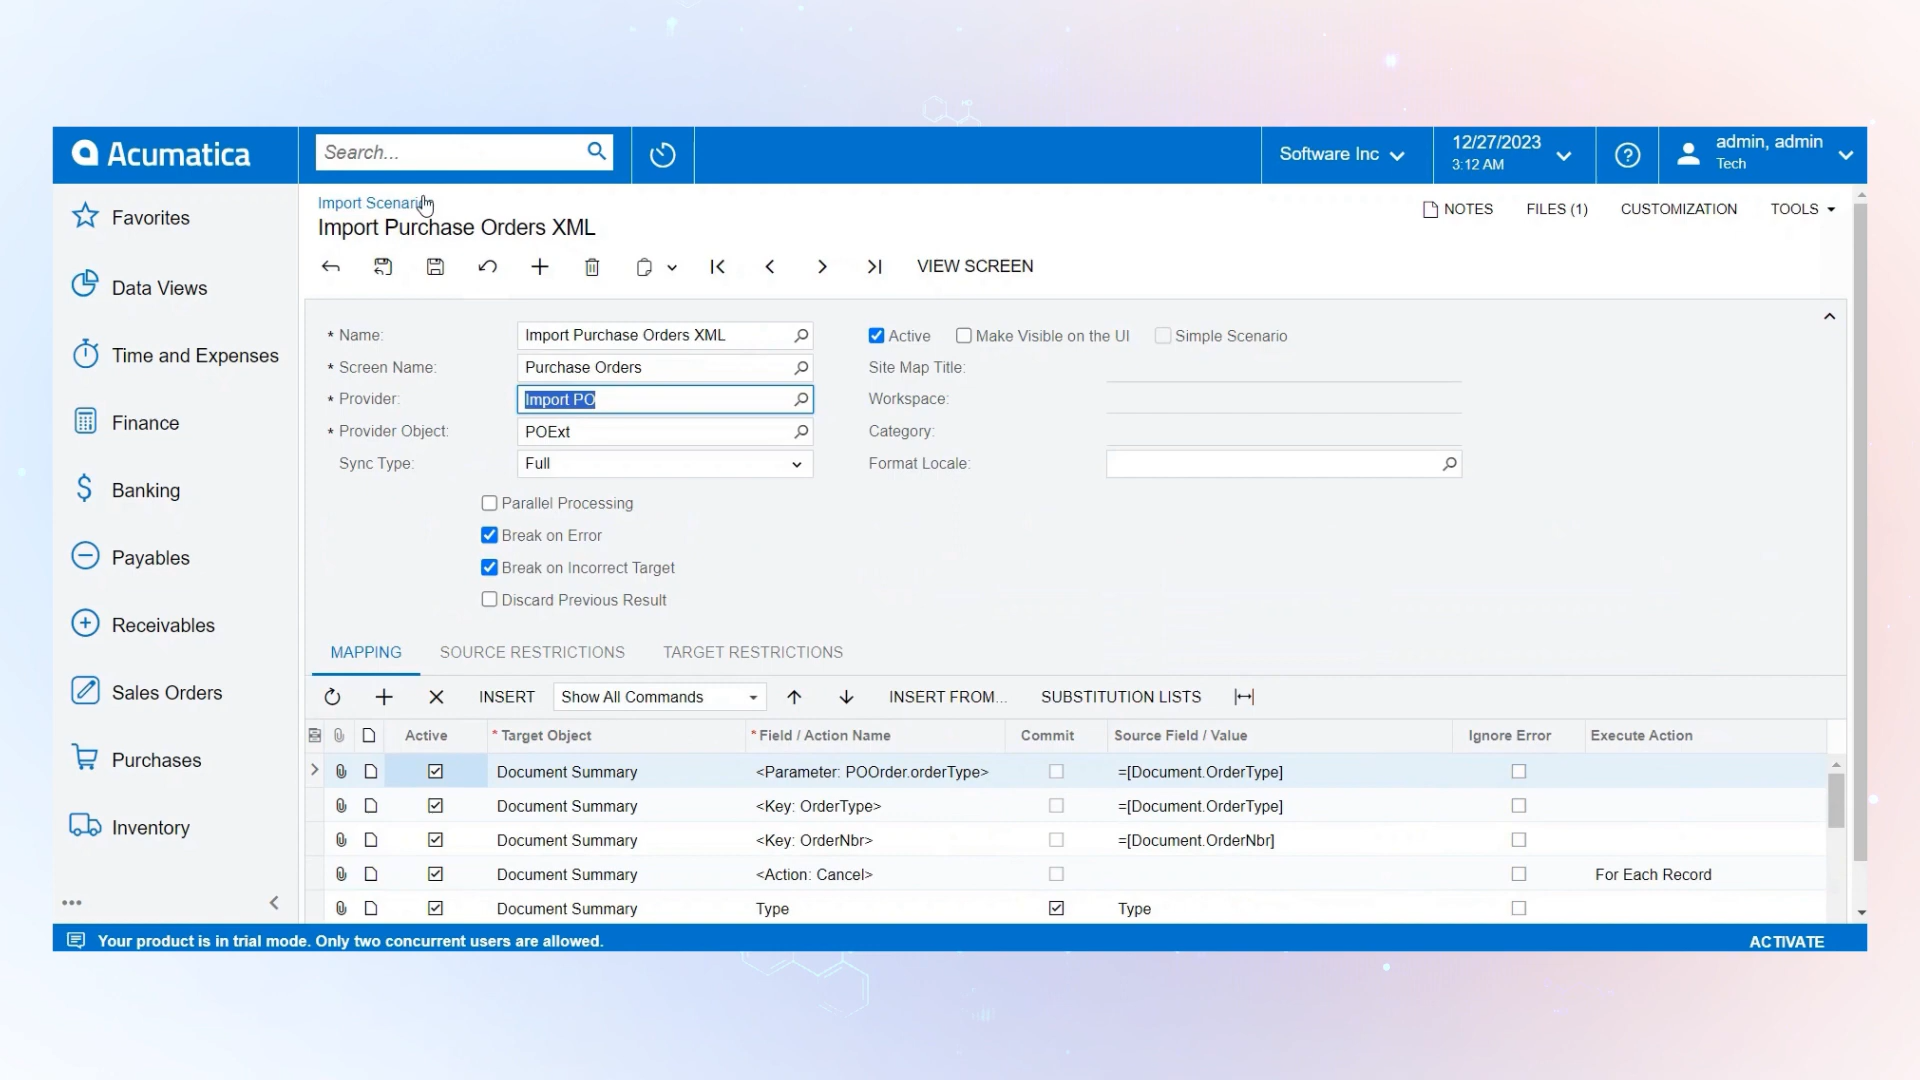 Acumatica
Search...
Software Inc
12/27/2023
3:12 AM
admin, admin
Tech
Favorites
Data Views
Time and Expenses
Finance
Banking
Payables
Receivables
Sales Orders
Purchases
Inventory
Import Scenario
Import Purchase Orders XML
NOTES
FILES (1)
CUSTOMIZATION
TOOLS
VIEW SCREEN
* Name: Import Purchase Orders XML
Active
Make Visible on the UI
Simple Scenario
* Screen Name: Purchase Orders
Site Map Title:
* Provider: Import PO
Workspace:
* Provider Object: POExt
Category:
Sync Type: Full
Format Locale:
Parallel Processing
Break on Error
Break on Incorrect Target
Discard Previous Result
MAPPING SOURCE RESTRICTIONS TARGET RESTRICTIONS
INSERT Show All Commands INSERT FROM... SUBSTITUTION LISTS
Active * Target Object * Field / Action Name Commit Source Field / Value Ignore Error Execute Action
Document Summary <Parameter: POOrder.orderType> =[Document.OrderType]
Document Summary <Key: OrderType> =[Document.OrderType]
Document Summary <Key: OrderNbr> =[Document.OrderNbr]
Document Summary <Action: Cancel> For Each Record
Document Summary Type Type
Your product is in trial mode. Only two concurrent users are allowed.
ACTIVATE